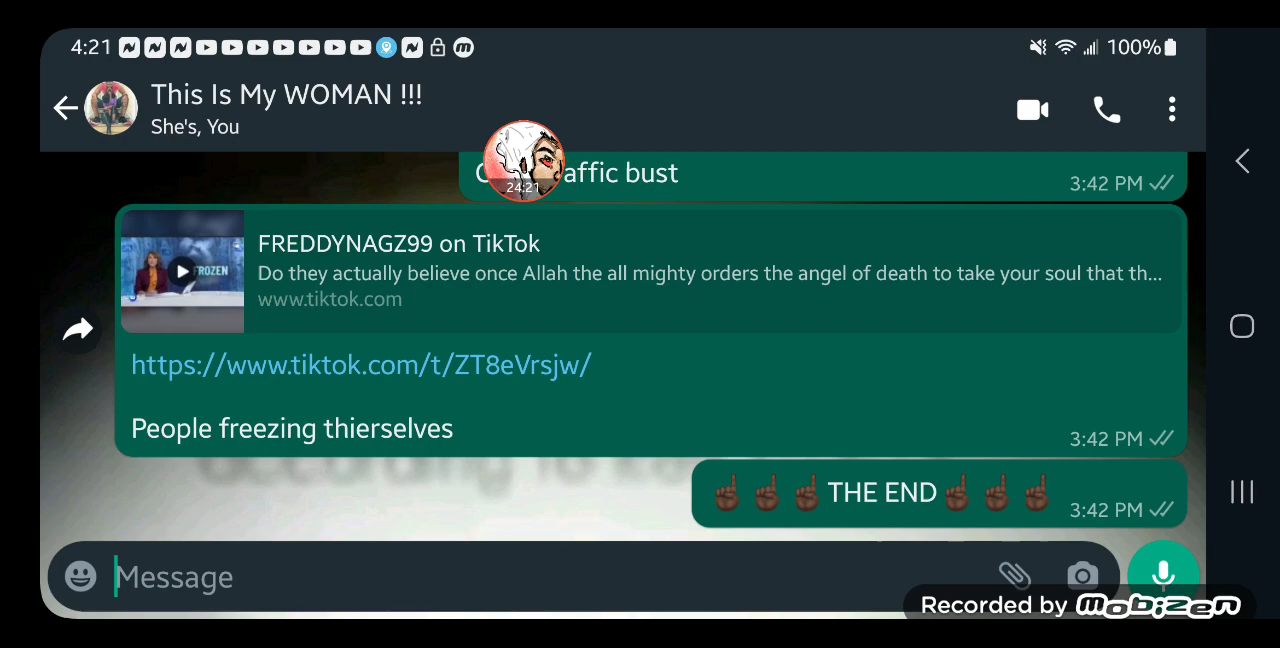 4:21
100%
This Is My WOMAN !!!
She's, You
24:21
affic bust
3:42 PM
FROZEN
FREDDYNAGZ99 on TikTok
Do they actually believe once Allah the all mighty orders the angel of death to take your soul that th...
www.tiktok.com
https://www.tiktok.com/t/ZT8eVrsjw/
People freezing thierselves
3:42 PM
☝🏿☝🏿☝🏿THE END☝🏿☝🏿☝🏿
3:42 PM
Message
Recorded by mobizen